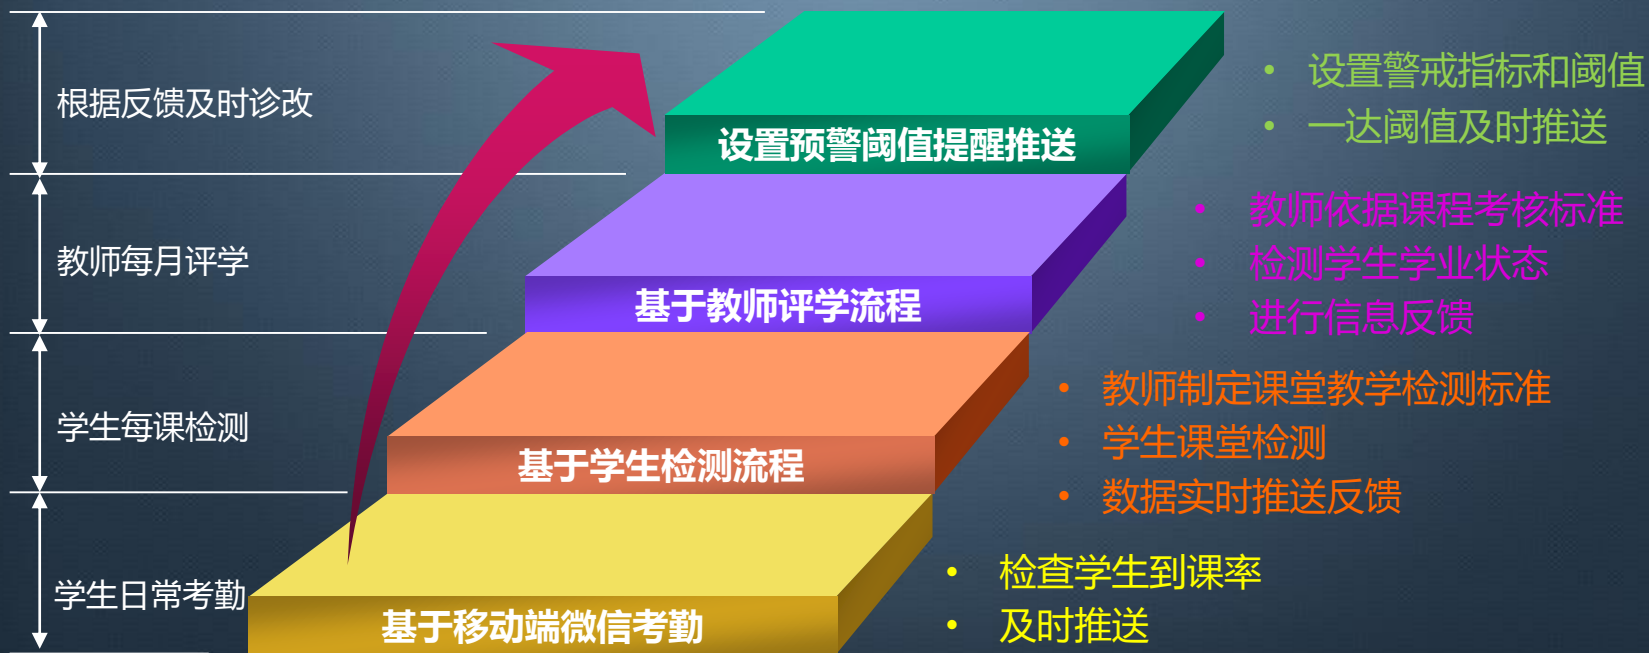 根据反馈及时诊改
设置预警阈值提醒推送
• 设置警戒指标和阈值
• 一达阈值及时推送
教师每月评学
基于教师评学流程
• 教师依据课程考核标准
• 检测学生学业状态
• 进行信息反馈
学生每课检测
基于学生检测流程
• 教师制定课堂教学检测标准
• 学生课堂检测
• 数据实时推送反馈
学生日常考勤
基于移动端微信考勤
• 检查学生到课率
• 及时推送